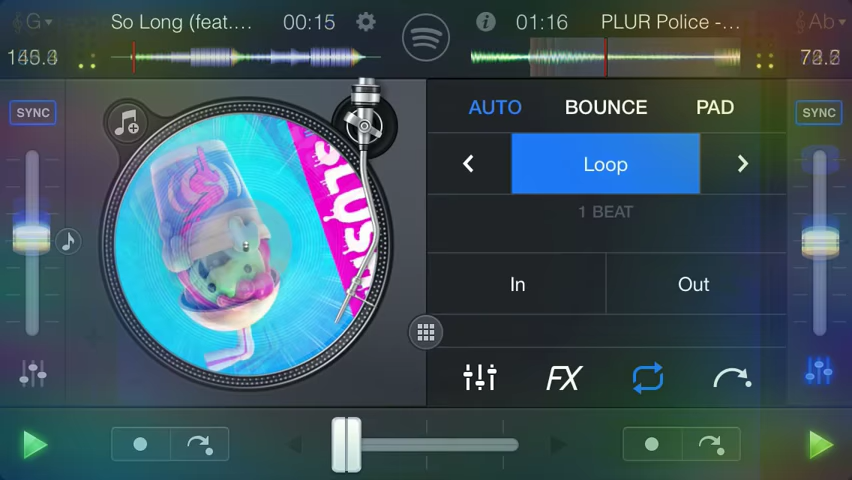 G
So Long (feat....
00:15
01:16
PLUR Police -...
Ab
SYNC
AUTO
BOUNCE
PAD
SYNC
Loop
1 BEAT
In
Out
FX